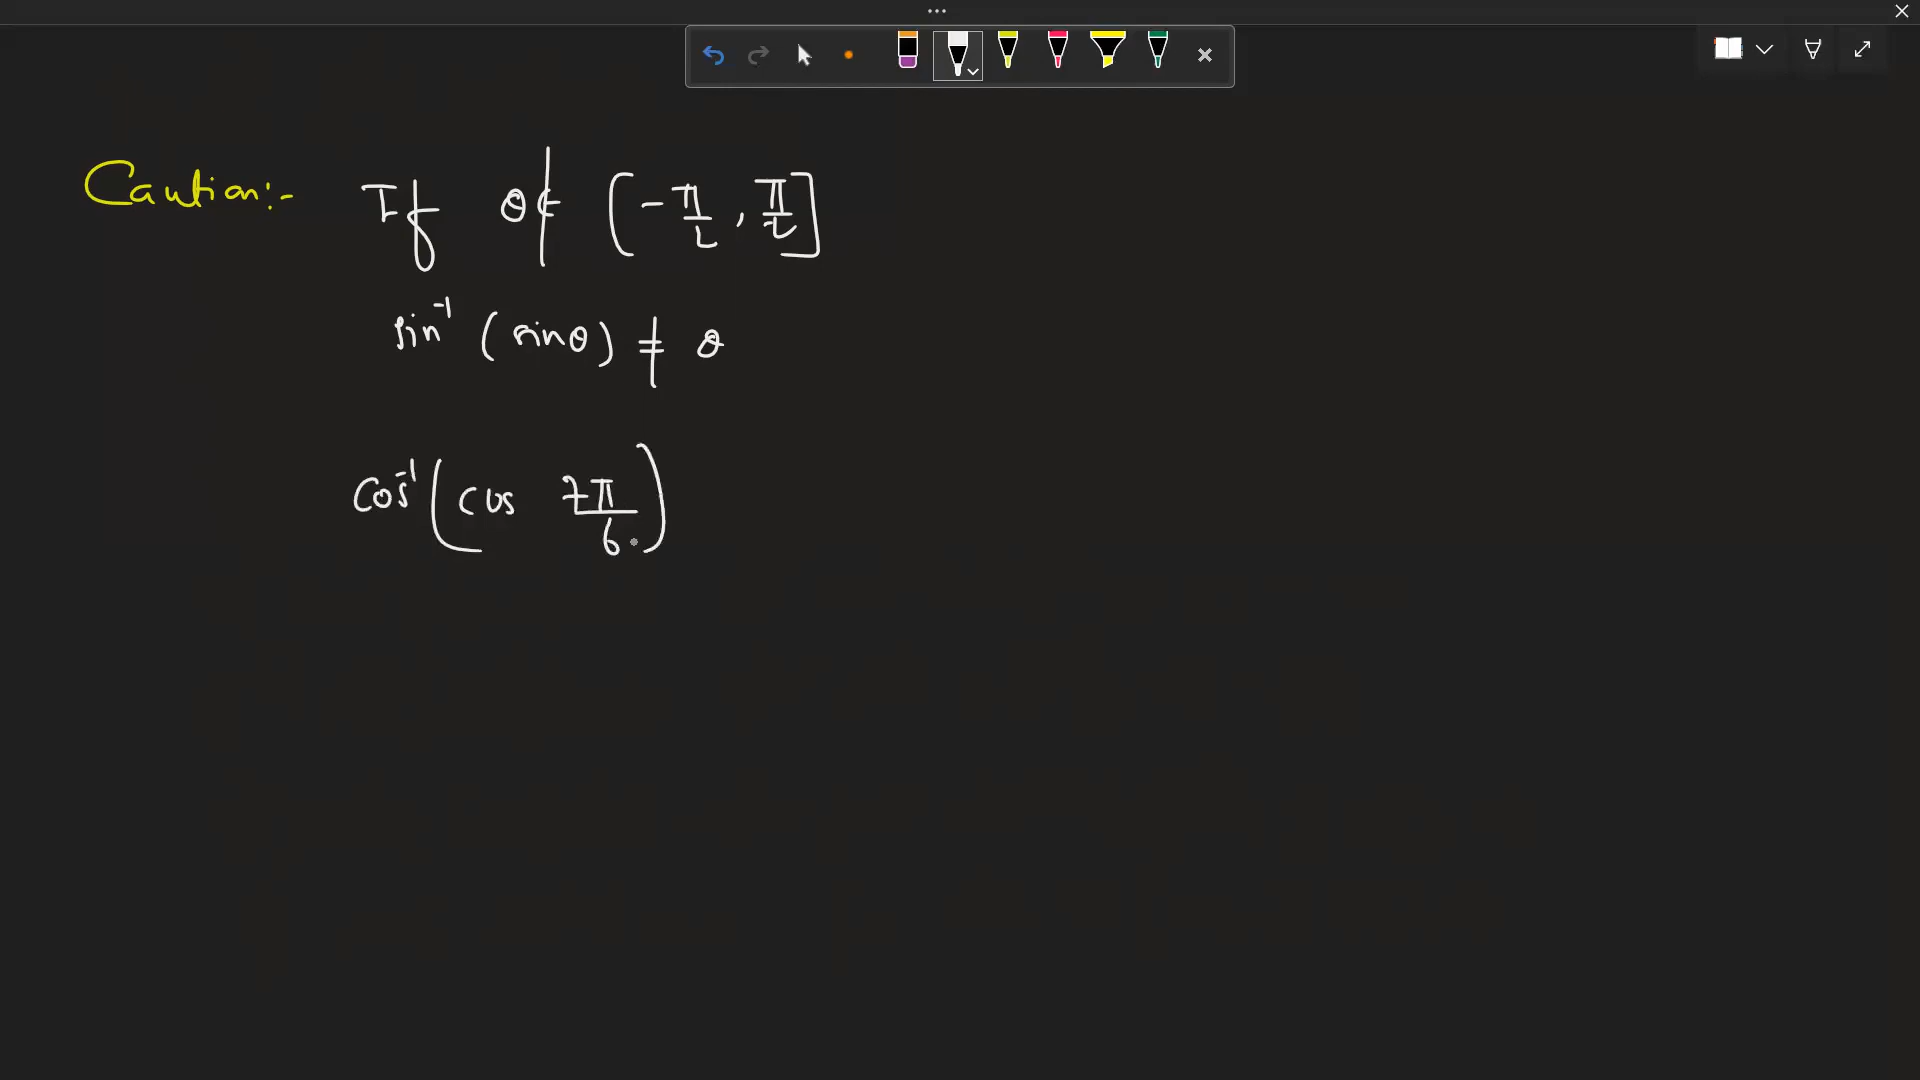 Caution:- If θ ∉ [-π/2, π/2]
sin⁻¹ (sinθ) ≠ θ
cos⁻¹(cos 7π/6)